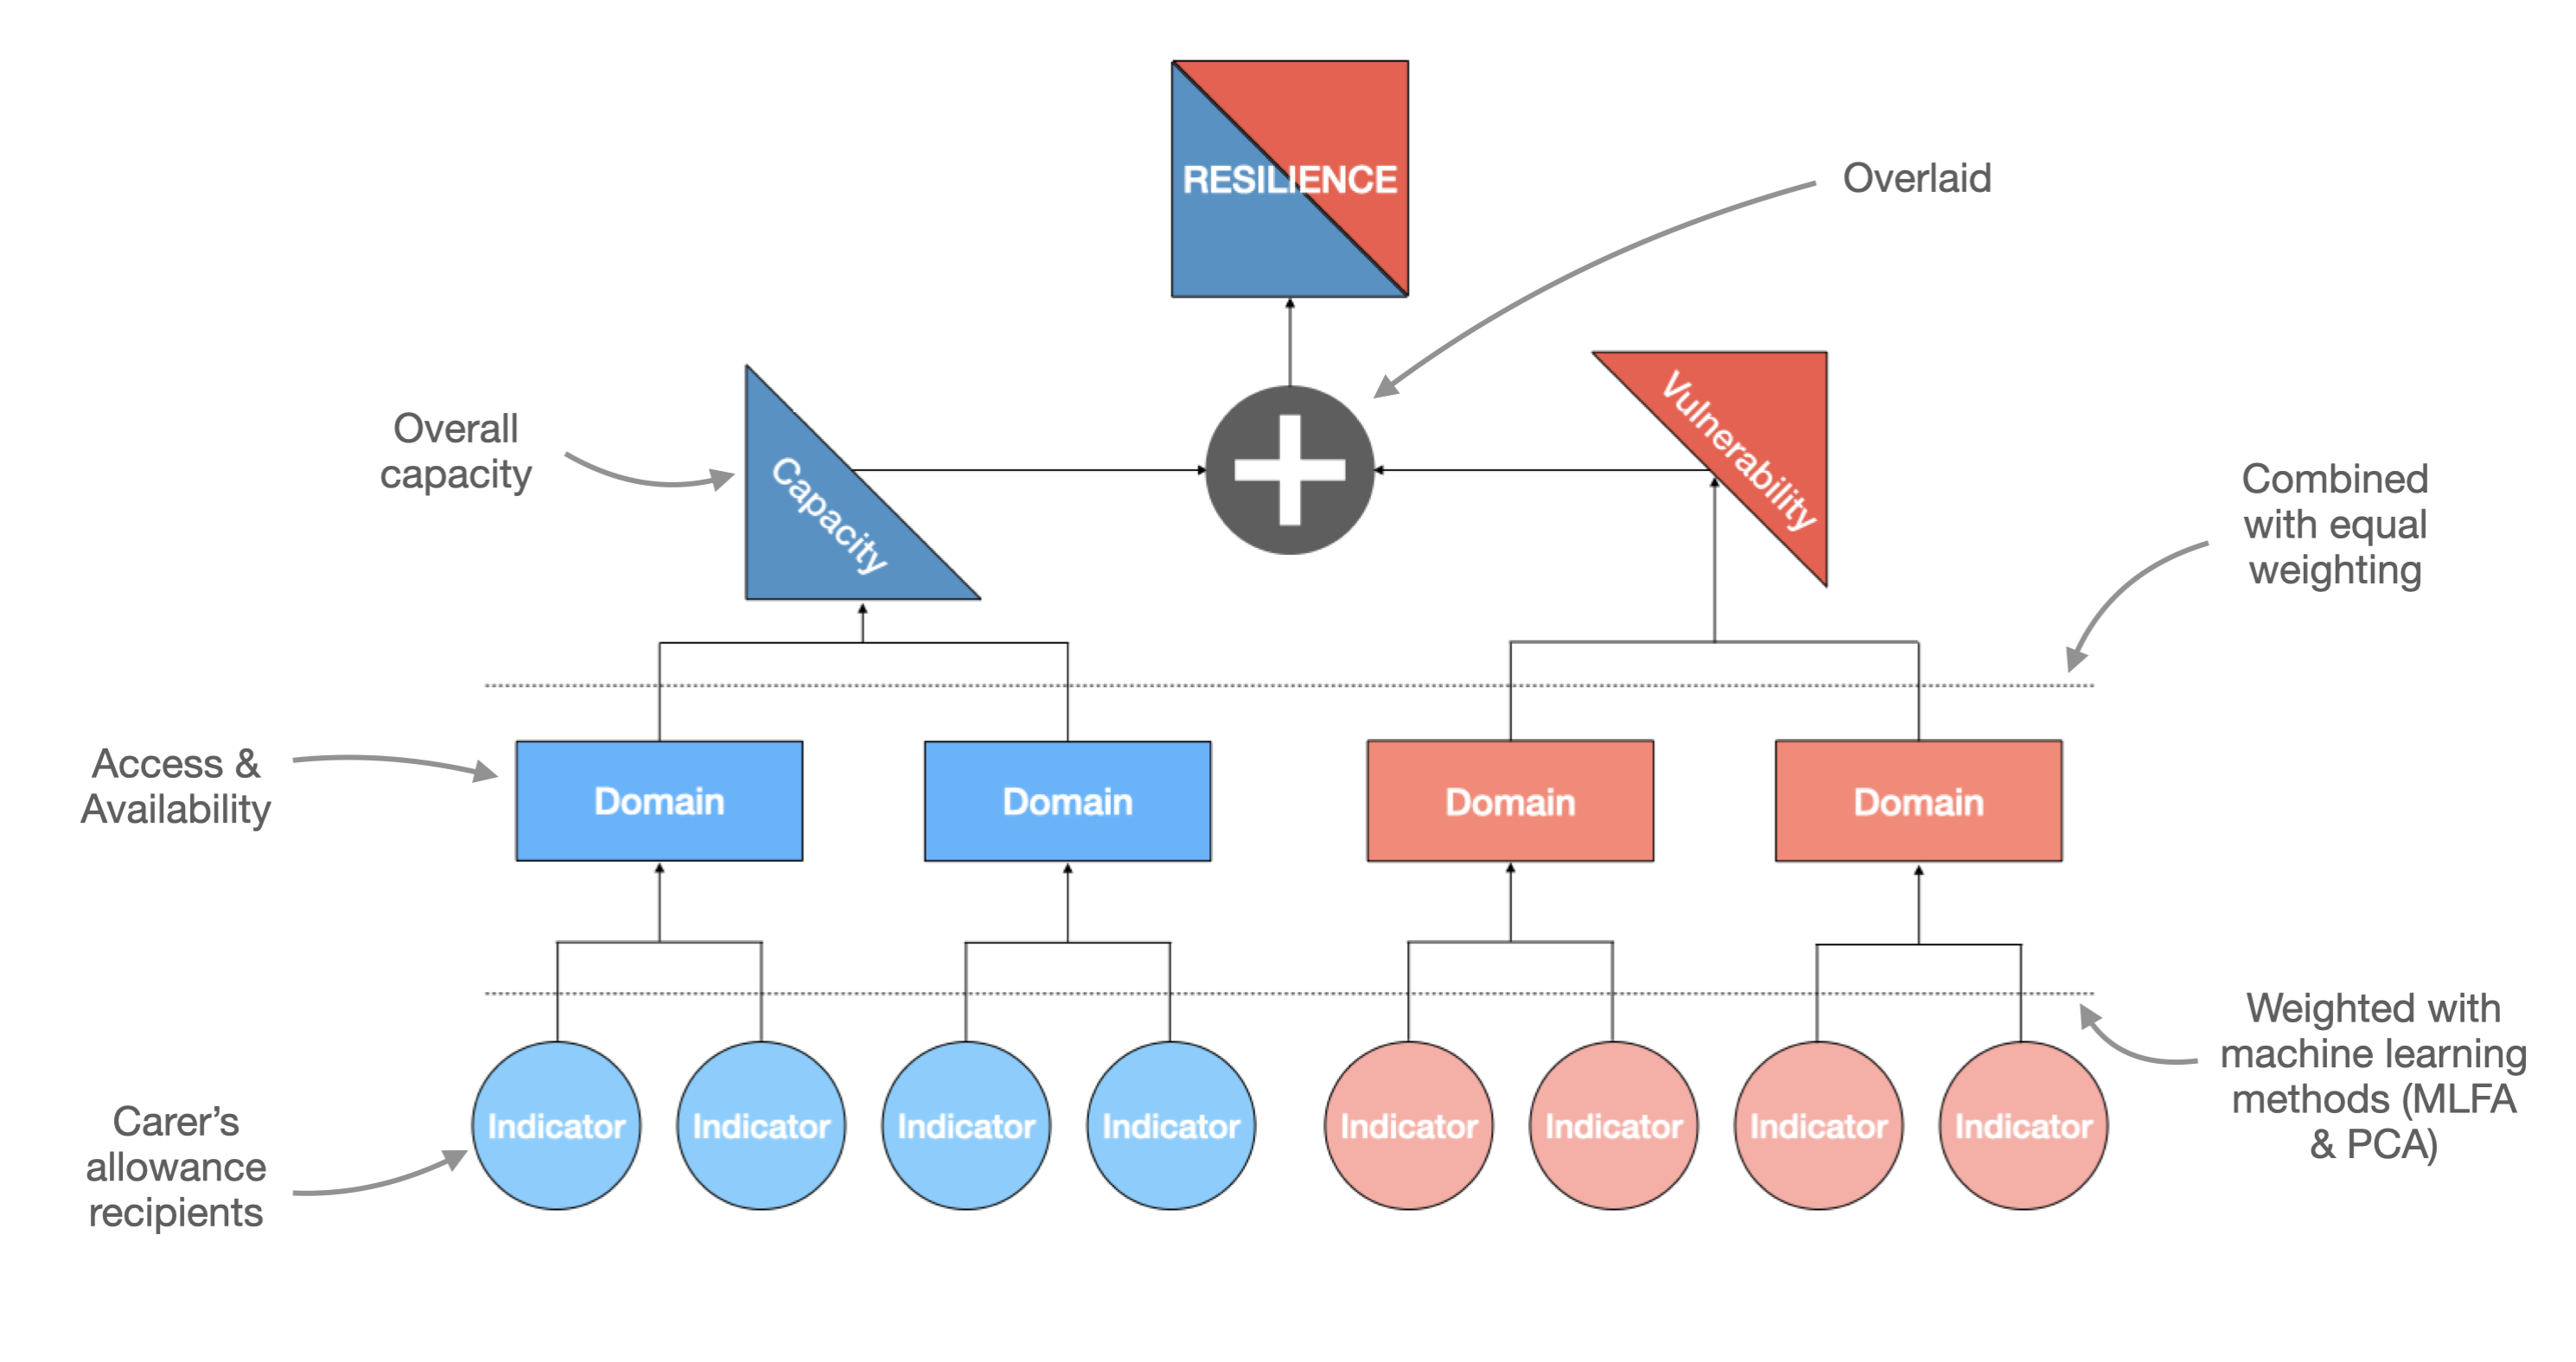 RESILIENCE
Overlaid
Overall
capacity
Capacity
Vulnerability
Combined
with equal
weighting
Access &
Availability
Domain
Domain
Domain
Domain
Weighted with
machine learning
methods (MLFA
& PCA)
Carer’s
allowance
recipients
Indicator
Indicator
Indicator
Indicator
Indicator
Indicator
Indicator
Indicator